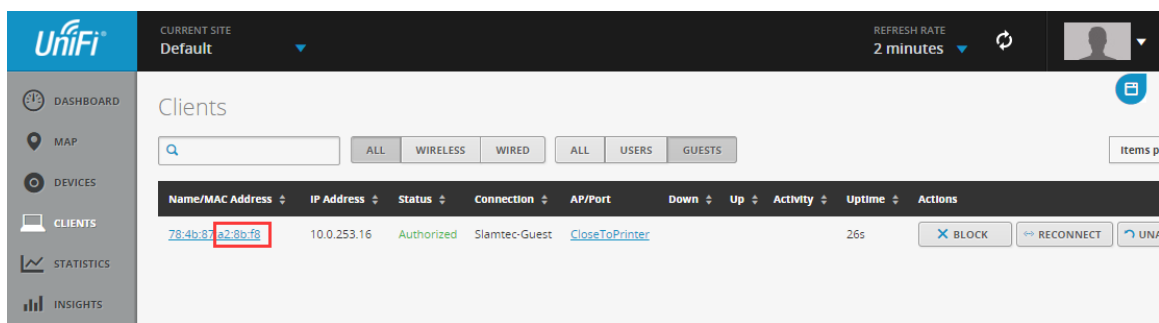 UniFi
CURRENT SITE
Default
REFRESH RATE
2 minutes
DASHBOARD
MAP
DEVICES
CLIENTS
STATISTICS
INSIGHTS
Clients
ALL WIRELESS WIRED ALL USERS GUESTS Items p
Name/MAC Address IP Address Status Connection AP/Port Down Up Activity Uptime Actions
78:4b:87:a2:8b:f8 10.0.253.16 Authorized Slamtec-Guest CloseToPrinter 26s BLOCK RECONNECT UNA